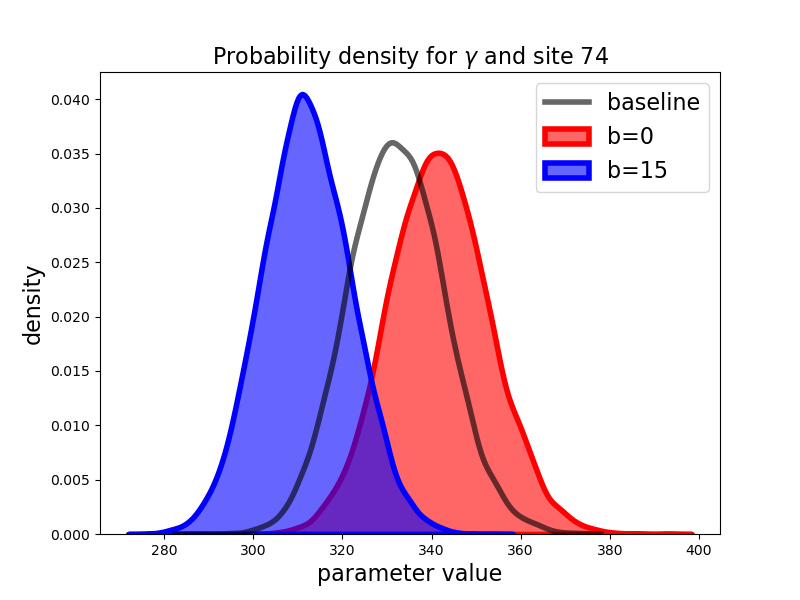 Probability density for γ and site 74
baseline
b=0
b=15
density
0.040
0.035
0.030
0.025
0.020
0.015
0.010
0.005
0.000
280 300 320 340 360 380 400
parameter value